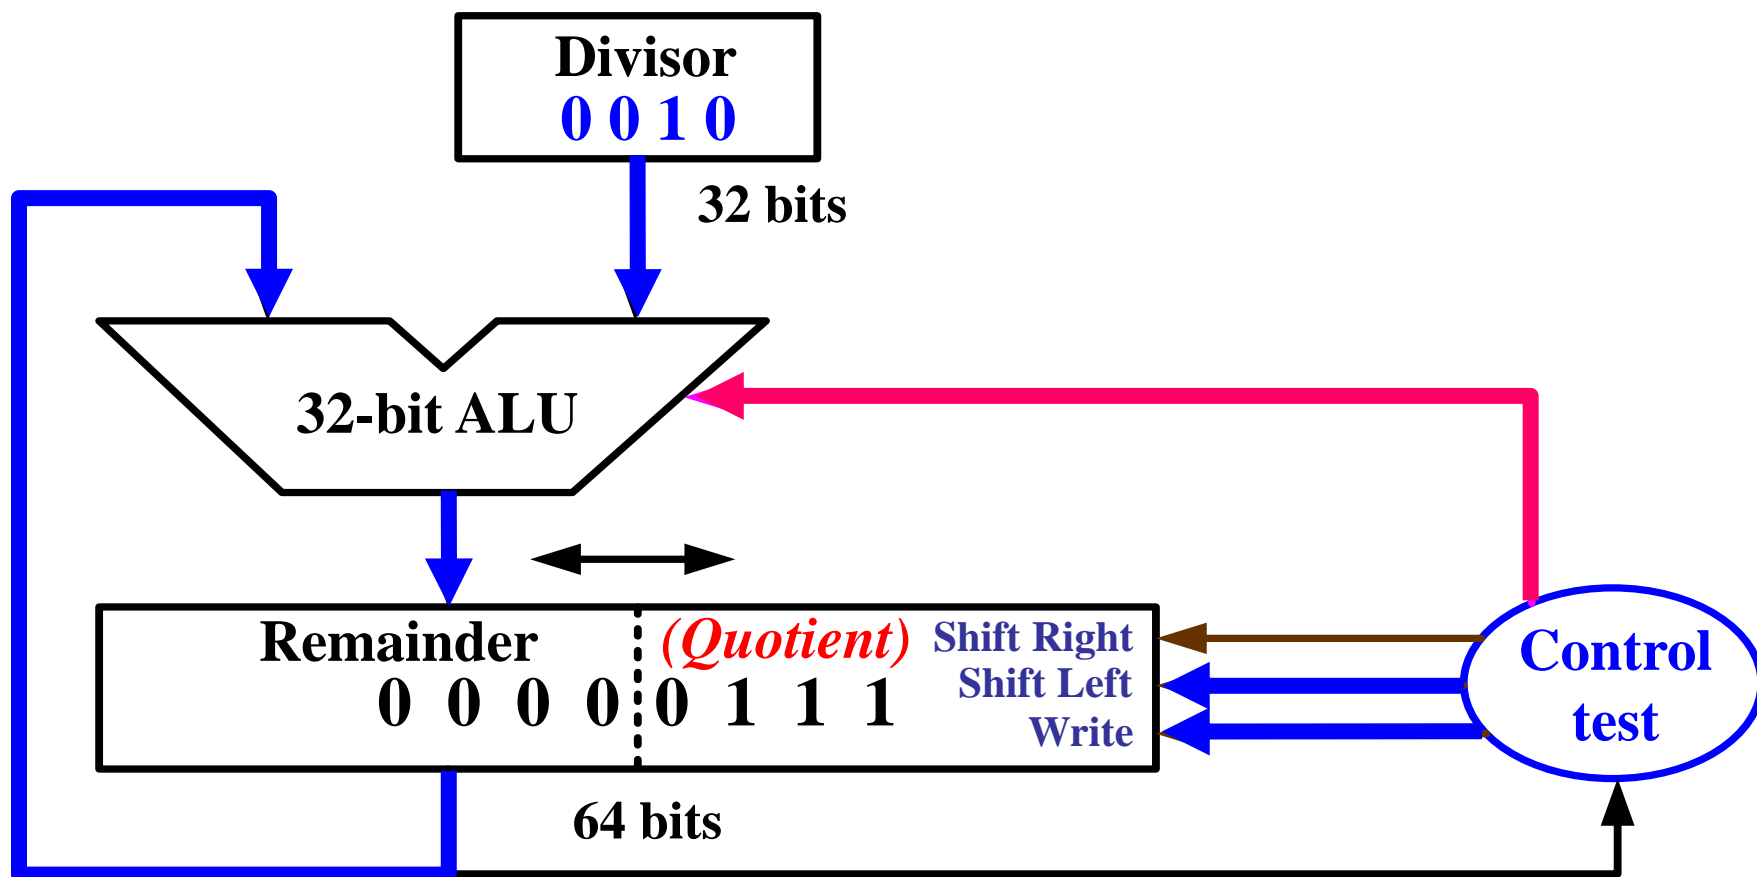 Divisor
0 0 1 0
32 bits
32-bit ALU
Remainder (Quotient) Shift Right
0 0 0 0 0 1 1 1 Shift Left
Write
Control
test
64 bits